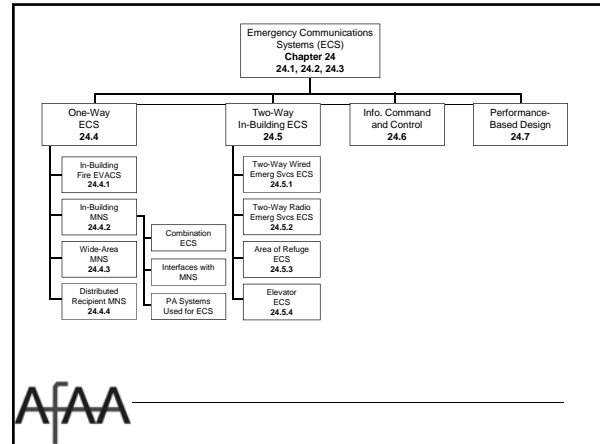 Emergency Communications
Systems (ECS)
Chapter 24
24.1, 24.2, 24.3
One-Way
ECS
24.4
Two-Way
In-Building ECS
24.5
Info. Command
and Control
24.6
Performance-
Based Design
24.7
In-Building
Fire EVACS
24.4.1
In-Building
MNS
24.4.2
Wide-Area
MNS
24.4.3
Distributed
Recipient MNS
24.4.4
Combination
ECS
Interfaces with
MNS
PA Systems
Used for ECS
Two-Way Wired
Emerg Svcs ECS
24.5.1
Two-Way Radio
Emerg Svcs ECS
24.5.2
Area of Refuge
ECS
24.5.3
Elevator
ECS
24.5.4
AfAA